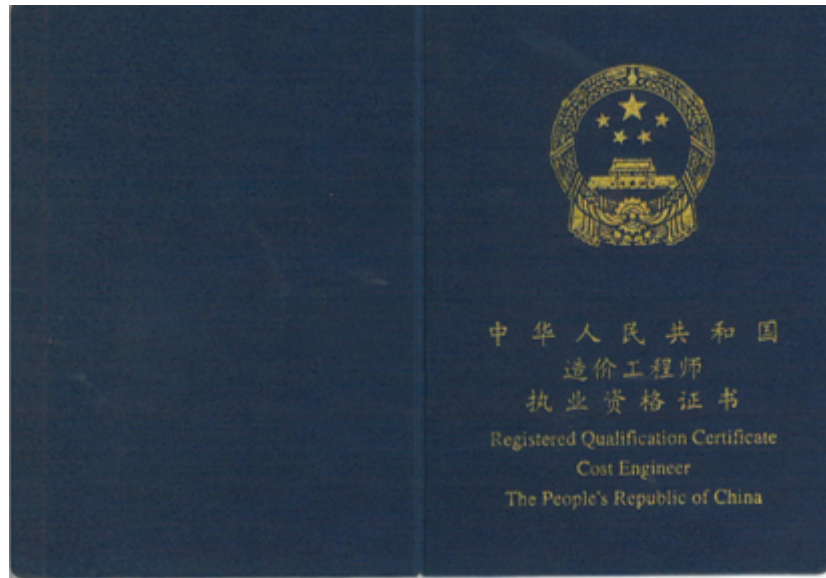 中华人民共和国
造价工程师
执业资格证书
Registered Qualification Certificate
Cost Engineer
The People's Republic of China